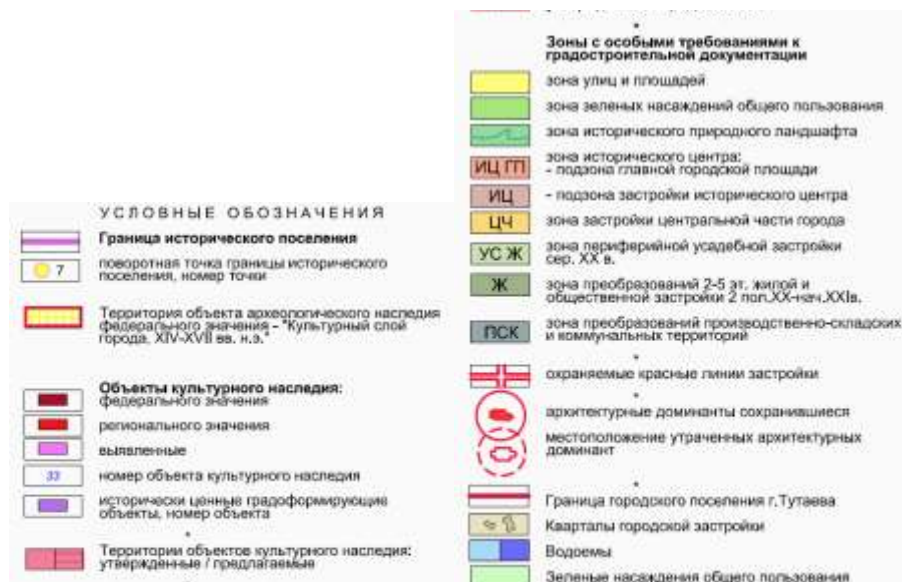 УСЛОВНЫЕ ОБОЗНАЧЕНИЯ
Граница исторического поселения
7
поворотная точка границы исторического
поселения, номер точки
Территория объекта археологического наследия
федерального значения - "Культурный слой
города, XIV-XVII вв. н.э."
Объекты культурного наследия:
федерального значения
регионального значения
выявленные
33
номер объекта культурного наследия
исторически ценные градоформирующие
объекты, номер объекта
Территории объектов культурного наследия:
утвержденные / предлагаемые
Зоны с особыми требованиями к
градостроительной документации
зона улиц и площадей
зона зеленых насаждений общего пользования
зона исторического природного ландшафта
ИЦ ГП
зона исторического центра:
- подзона главной городской площади
ИЦ
- подзона застройки исторического центра
ЦЧ
зона застройки центральной части города
УС Ж
зона периферийной усадебной застройки
сер. XX в.
Ж
зона преобразований 2-5 эт. жилой и
общественной застройки 2 пол.XX-нач.XXIв.
ПСК
зона преобразований производственно-складских
и коммунальных территорий
охраняемые красные линии застройки
архитектурные доминанты сохранившиеся
местоположение утраченных архитектурных
доминант
Граница городского поселения г.Тутаева
Кварталы городской застройки
Водоемы
Зеленые насаждения общего пользования